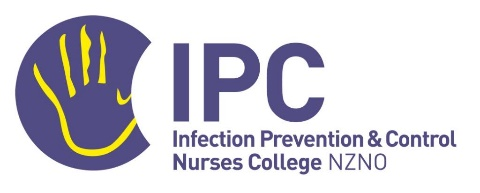 IPC
Infection Prevention & Control
Nurses College NZNO